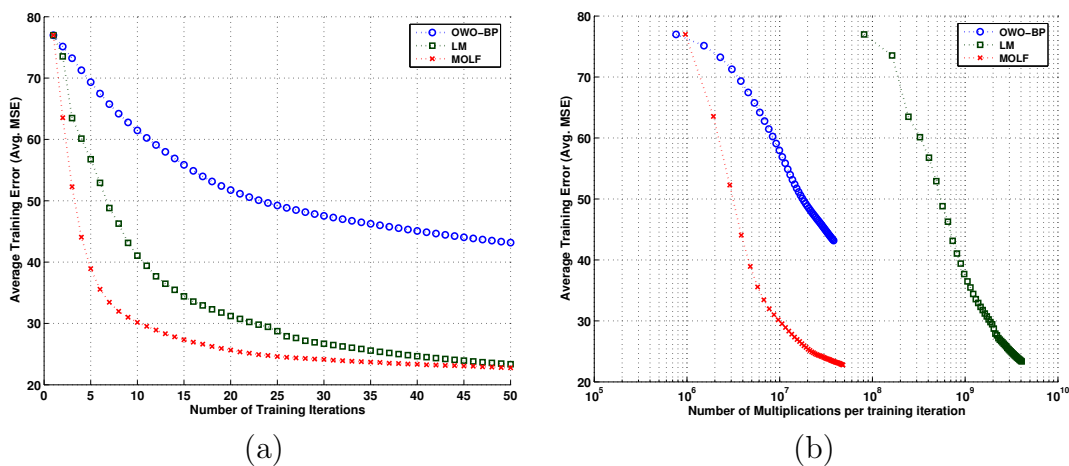 80
70
60
50
40
30
20
0
5
10
15
20
25
30
35
40
45
50
Average Training Error (Avg. MSE)
Number of Training Iterations
OWO−BP
LM
MOLF
(a)
80
70
60
50
40
30
20
10^5
10^6
10^7
10^8
10^9
10^10
Average Training Error (Avg. MSE)
Number of Multiplications per training iteration
OWO−BP
LM
MOLF
(b)